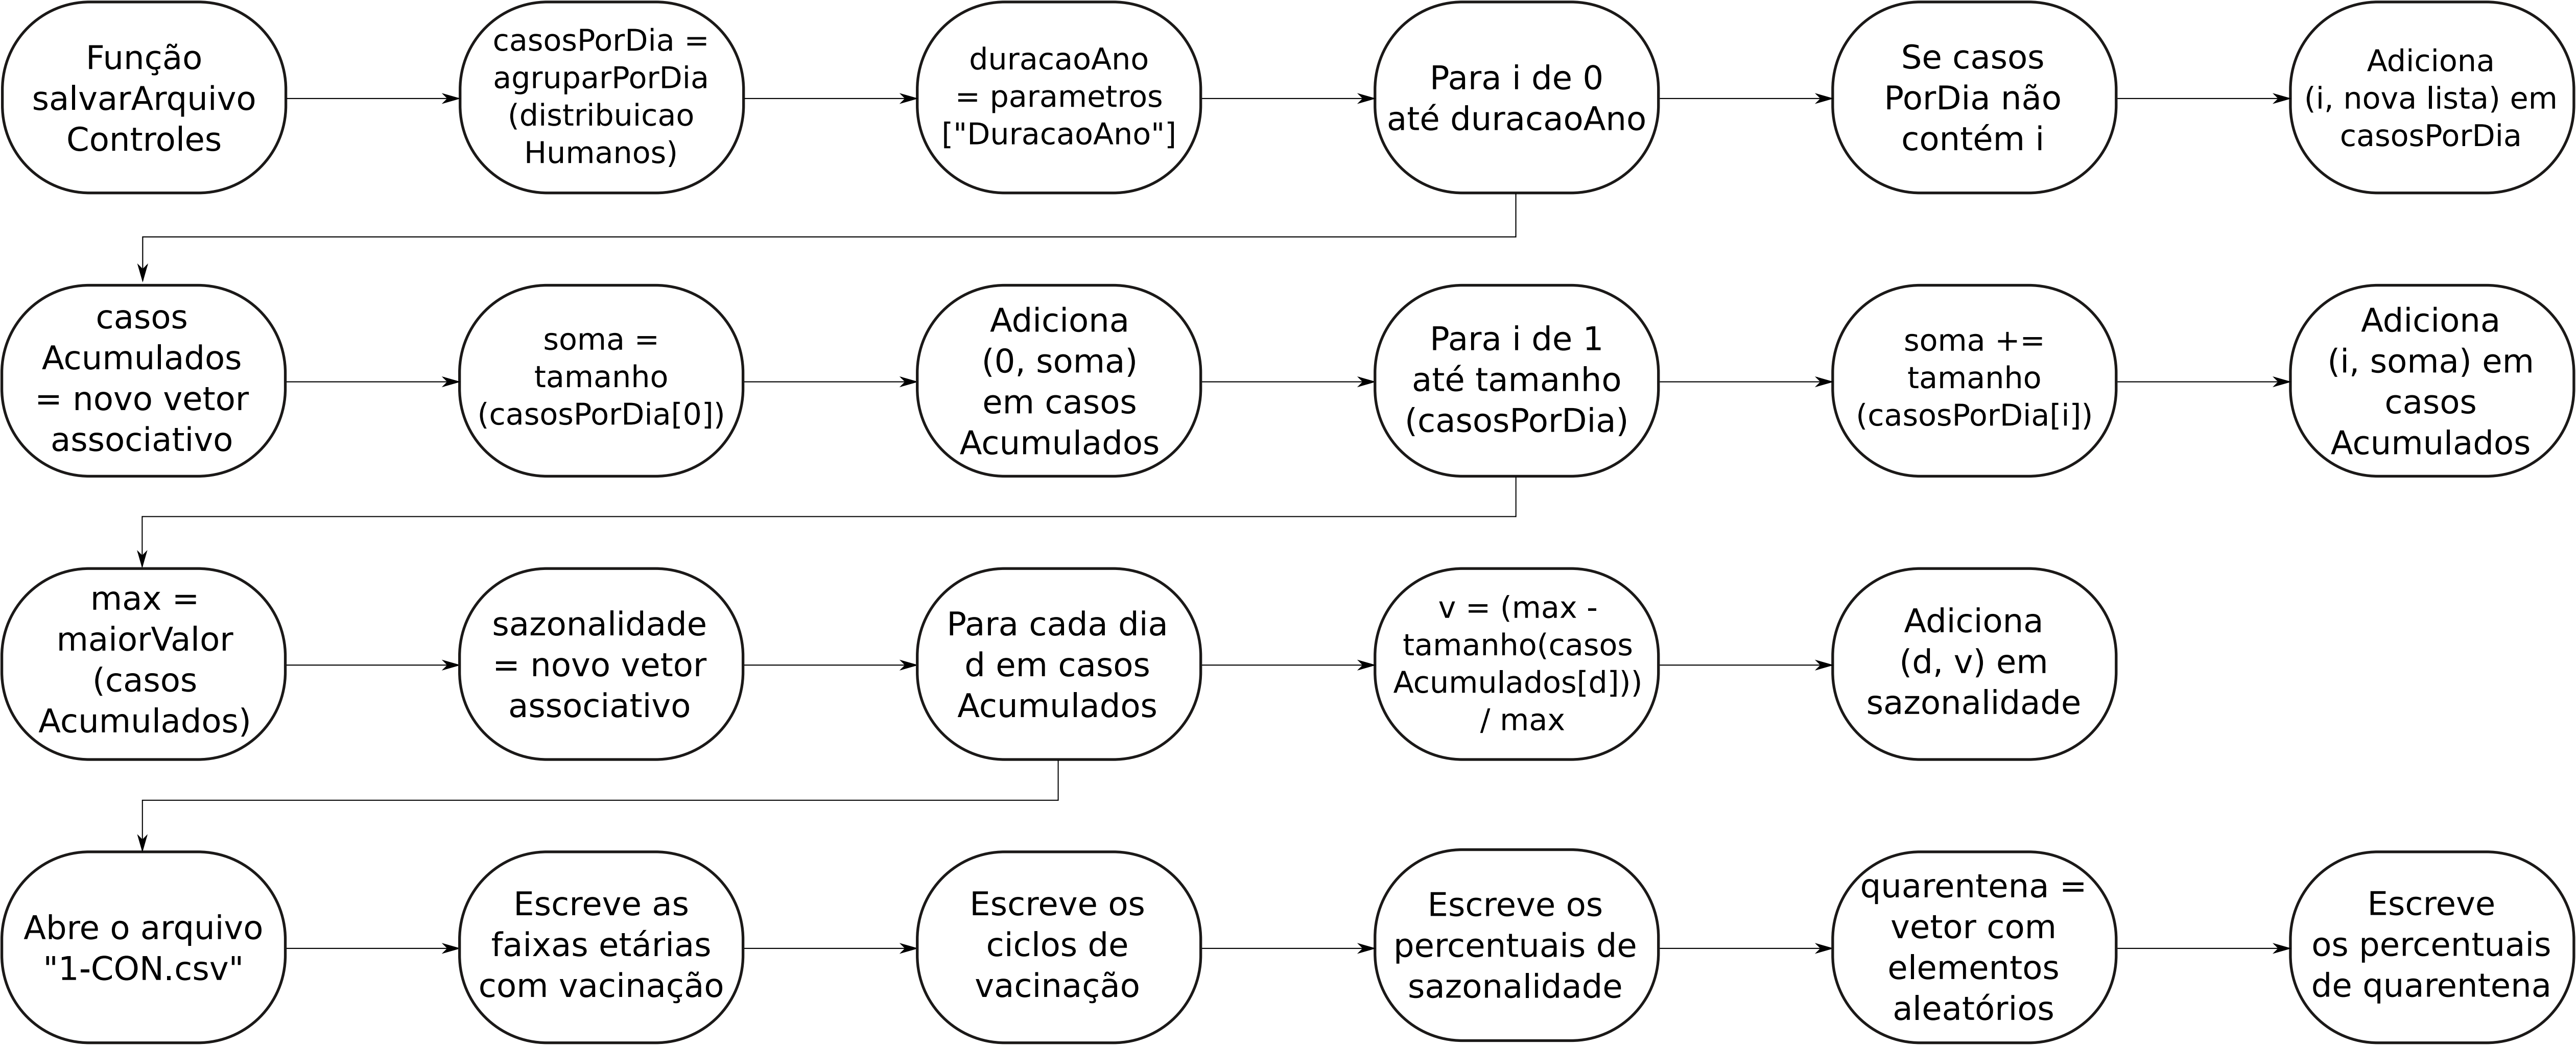 Função
salvarArquivo
Controles
casosPorDia =
agruparPorDia
(distribuicao
Humanos)
duracaoAno
= parametros
["DuracaoAno"]
Para i de 0
até duracaoAno
Se casos
PorDia não
contém i
Adiciona
(i, nova lista) em
casosPorDia
casos
Acumulados
= novo vetor
associativo
soma =
tamanho
(casosPorDia[0])
Adiciona
(0, soma)
em casos
Acumulados
Para i de 1
até tamanho
(casosPorDia)
soma +=
tamanho
(casosPorDia[i])
Adiciona
(i, soma) em
casos
Acumulados
max =
maiorValor
(casos
Acumulados)
sazonalidade
= novo vetor
associativo
Para cada dia
d em casos
Acumulados
v = (max -
tamanho(casos
Acumulados[d]))
/ max
Adiciona
(d, v) em
sazonalidade
Abre o arquivo
"1-CON.csv"
Escreve as
faixas etárias
com vacinação
Escreve os
ciclos de
vacinação
Escreve os
percentuais de
sazonalidade
quarentena =
vetor com
elementos
aleatórios
Escreve
os percentuais
de quarentena